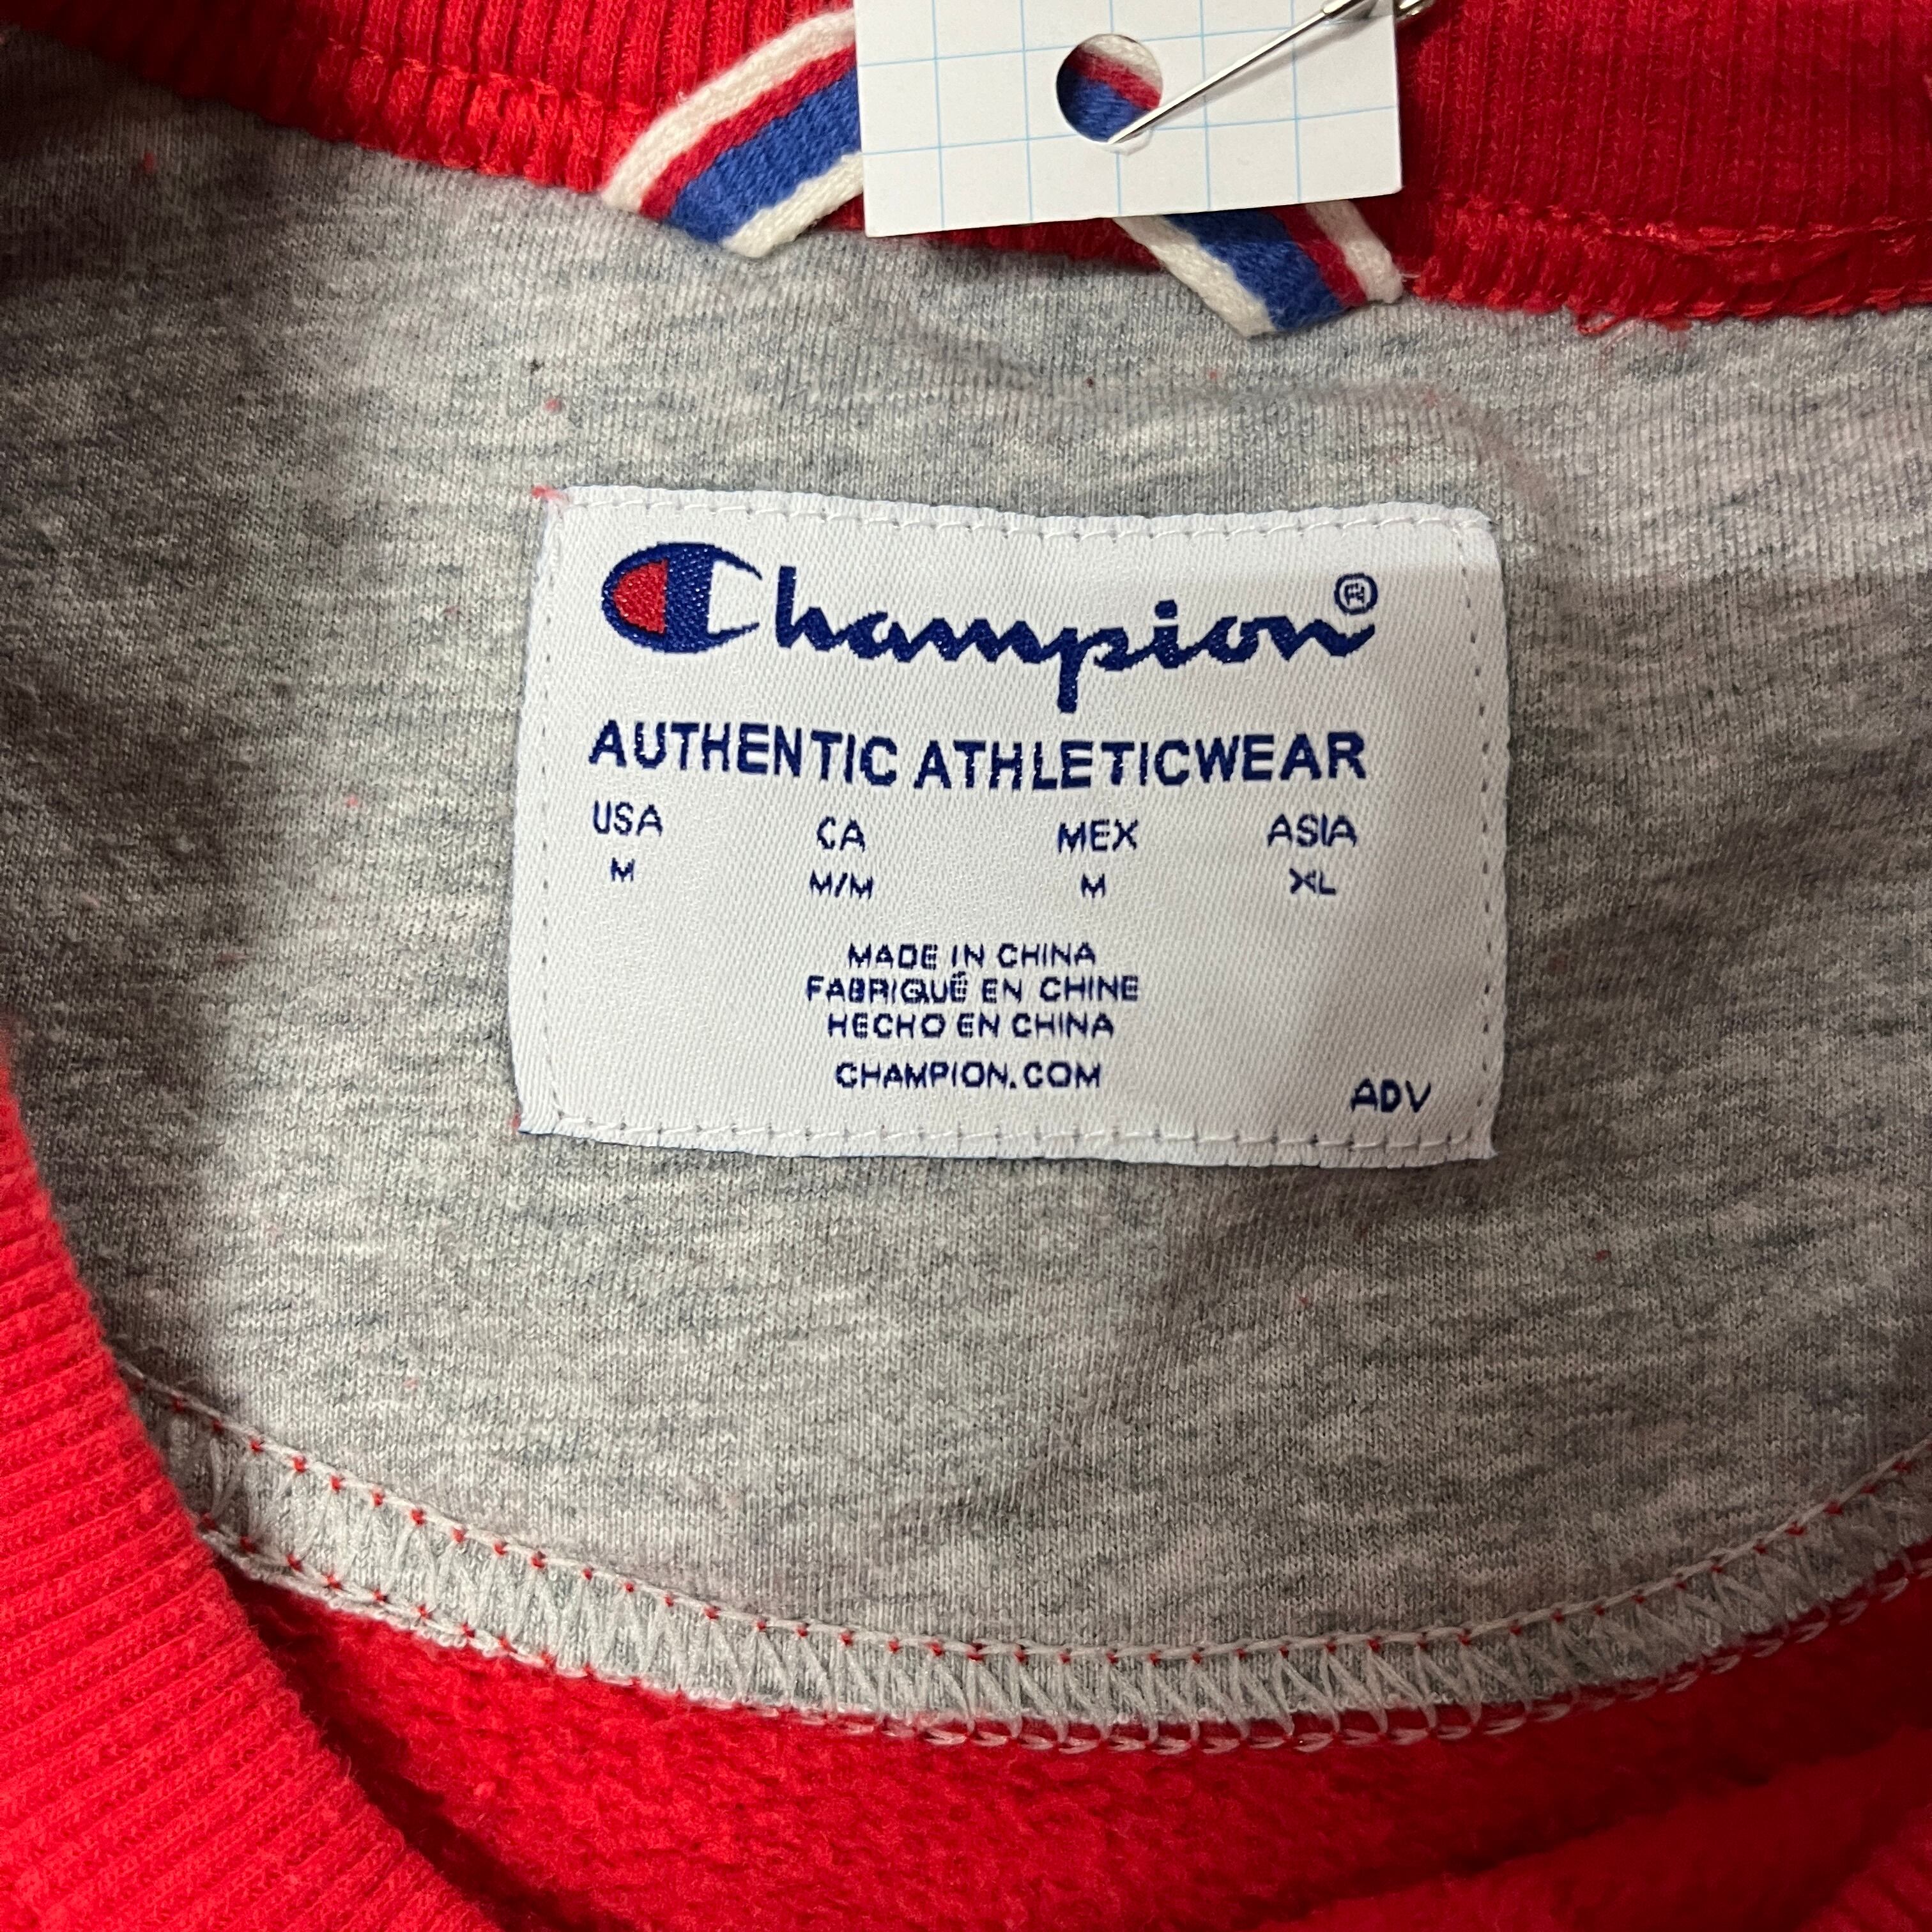 Champion®
AUTHENTIC ATHLETICWEAR
USA CA MEX ASIA
M M/M M XL
MADE IN CHINA
FABRIQUÉ EN CHINE
HECHO EN CHINA
CHAMPION.COM
ADV